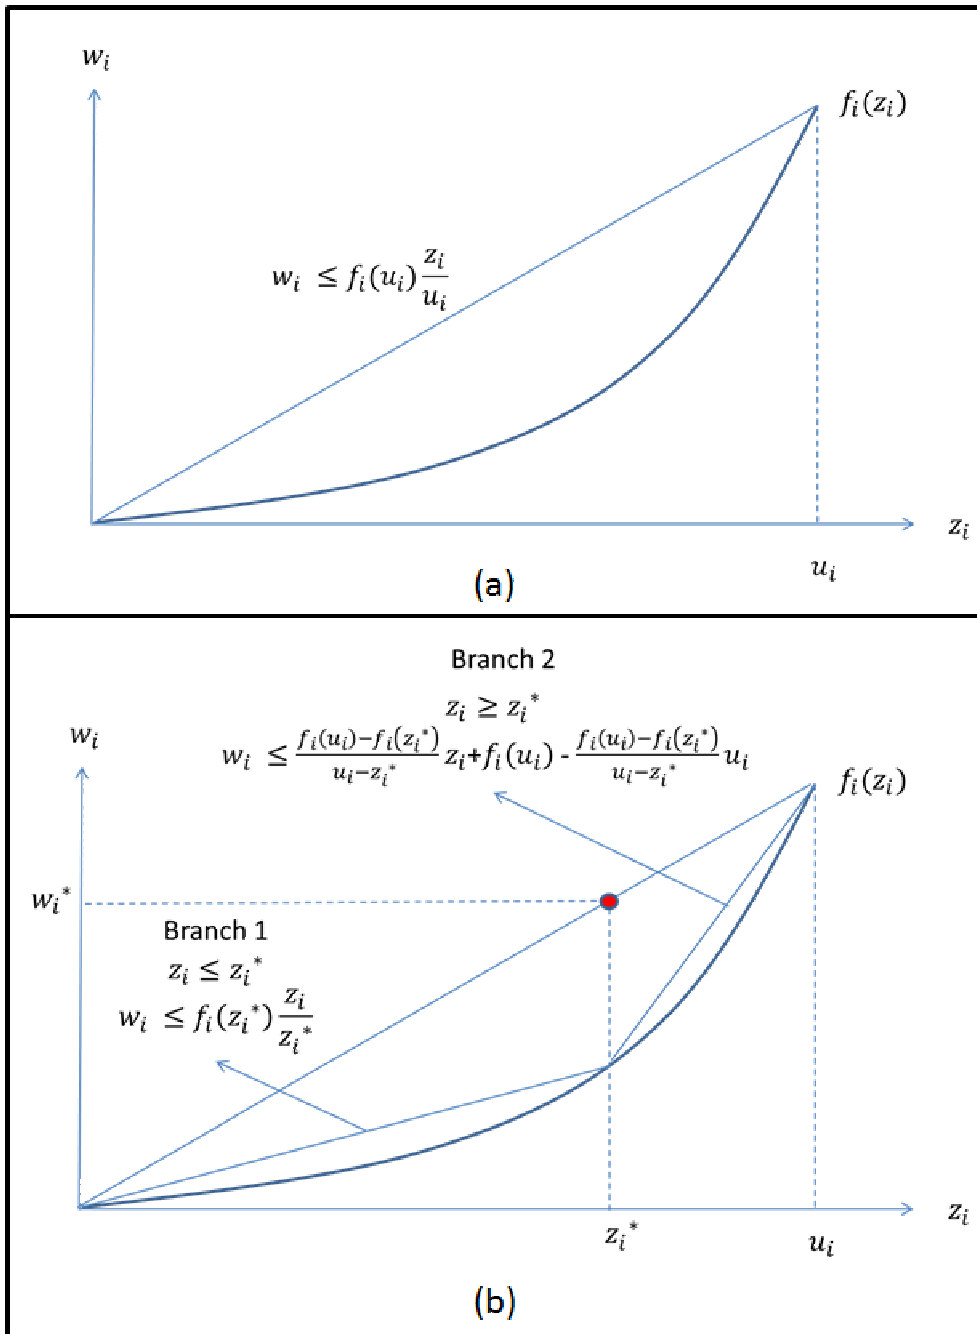 wᵢ
fᵢ(zᵢ)
wᵢ ≤ fᵢ(uᵢ) zᵢ/uᵢ
zᵢ
uᵢ
(a)
Branch 2
zᵢ ≥ zᵢ*
wᵢ
wᵢ ≤ (fᵢ(uᵢ)−fᵢ(zᵢ*))/(uᵢ−zᵢ*) zᵢ+fᵢ(uᵢ) - (fᵢ(uᵢ)−fᵢ(zᵢ*))/(uᵢ−zᵢ*) uᵢ
fᵢ(zᵢ)
wᵢ*
Branch 1
zᵢ ≤ zᵢ*
wᵢ ≤ fᵢ(zᵢ*) zᵢ/zᵢ*
zᵢ
zᵢ*
uᵢ
(b)